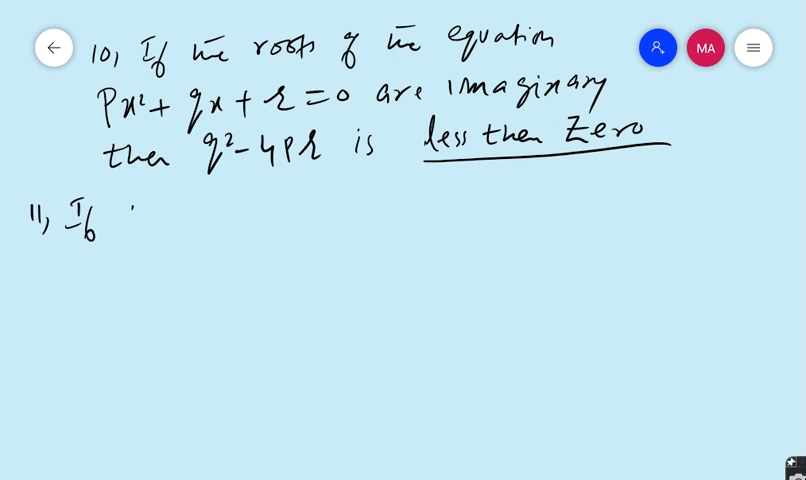 10, If the roots of the equation
Px² + qx + r = 0 are imaginary
then q² - 4Pr is less then Zero
MA
11, If